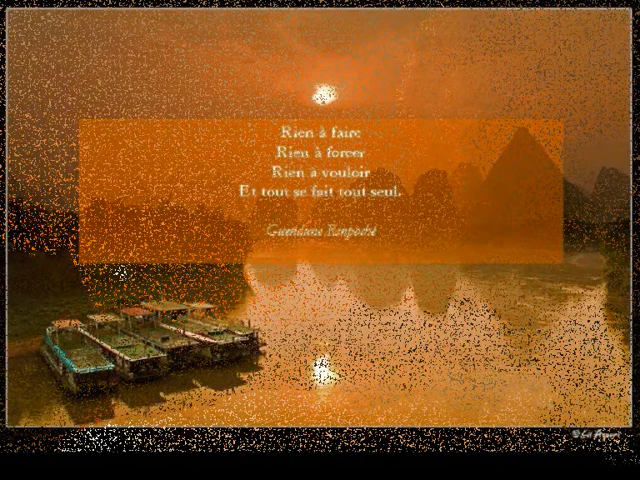 Rien à faire
Rien à forcer
Rien à vouloir
Et tout se fait tout seul.
Guendune Rinpoché